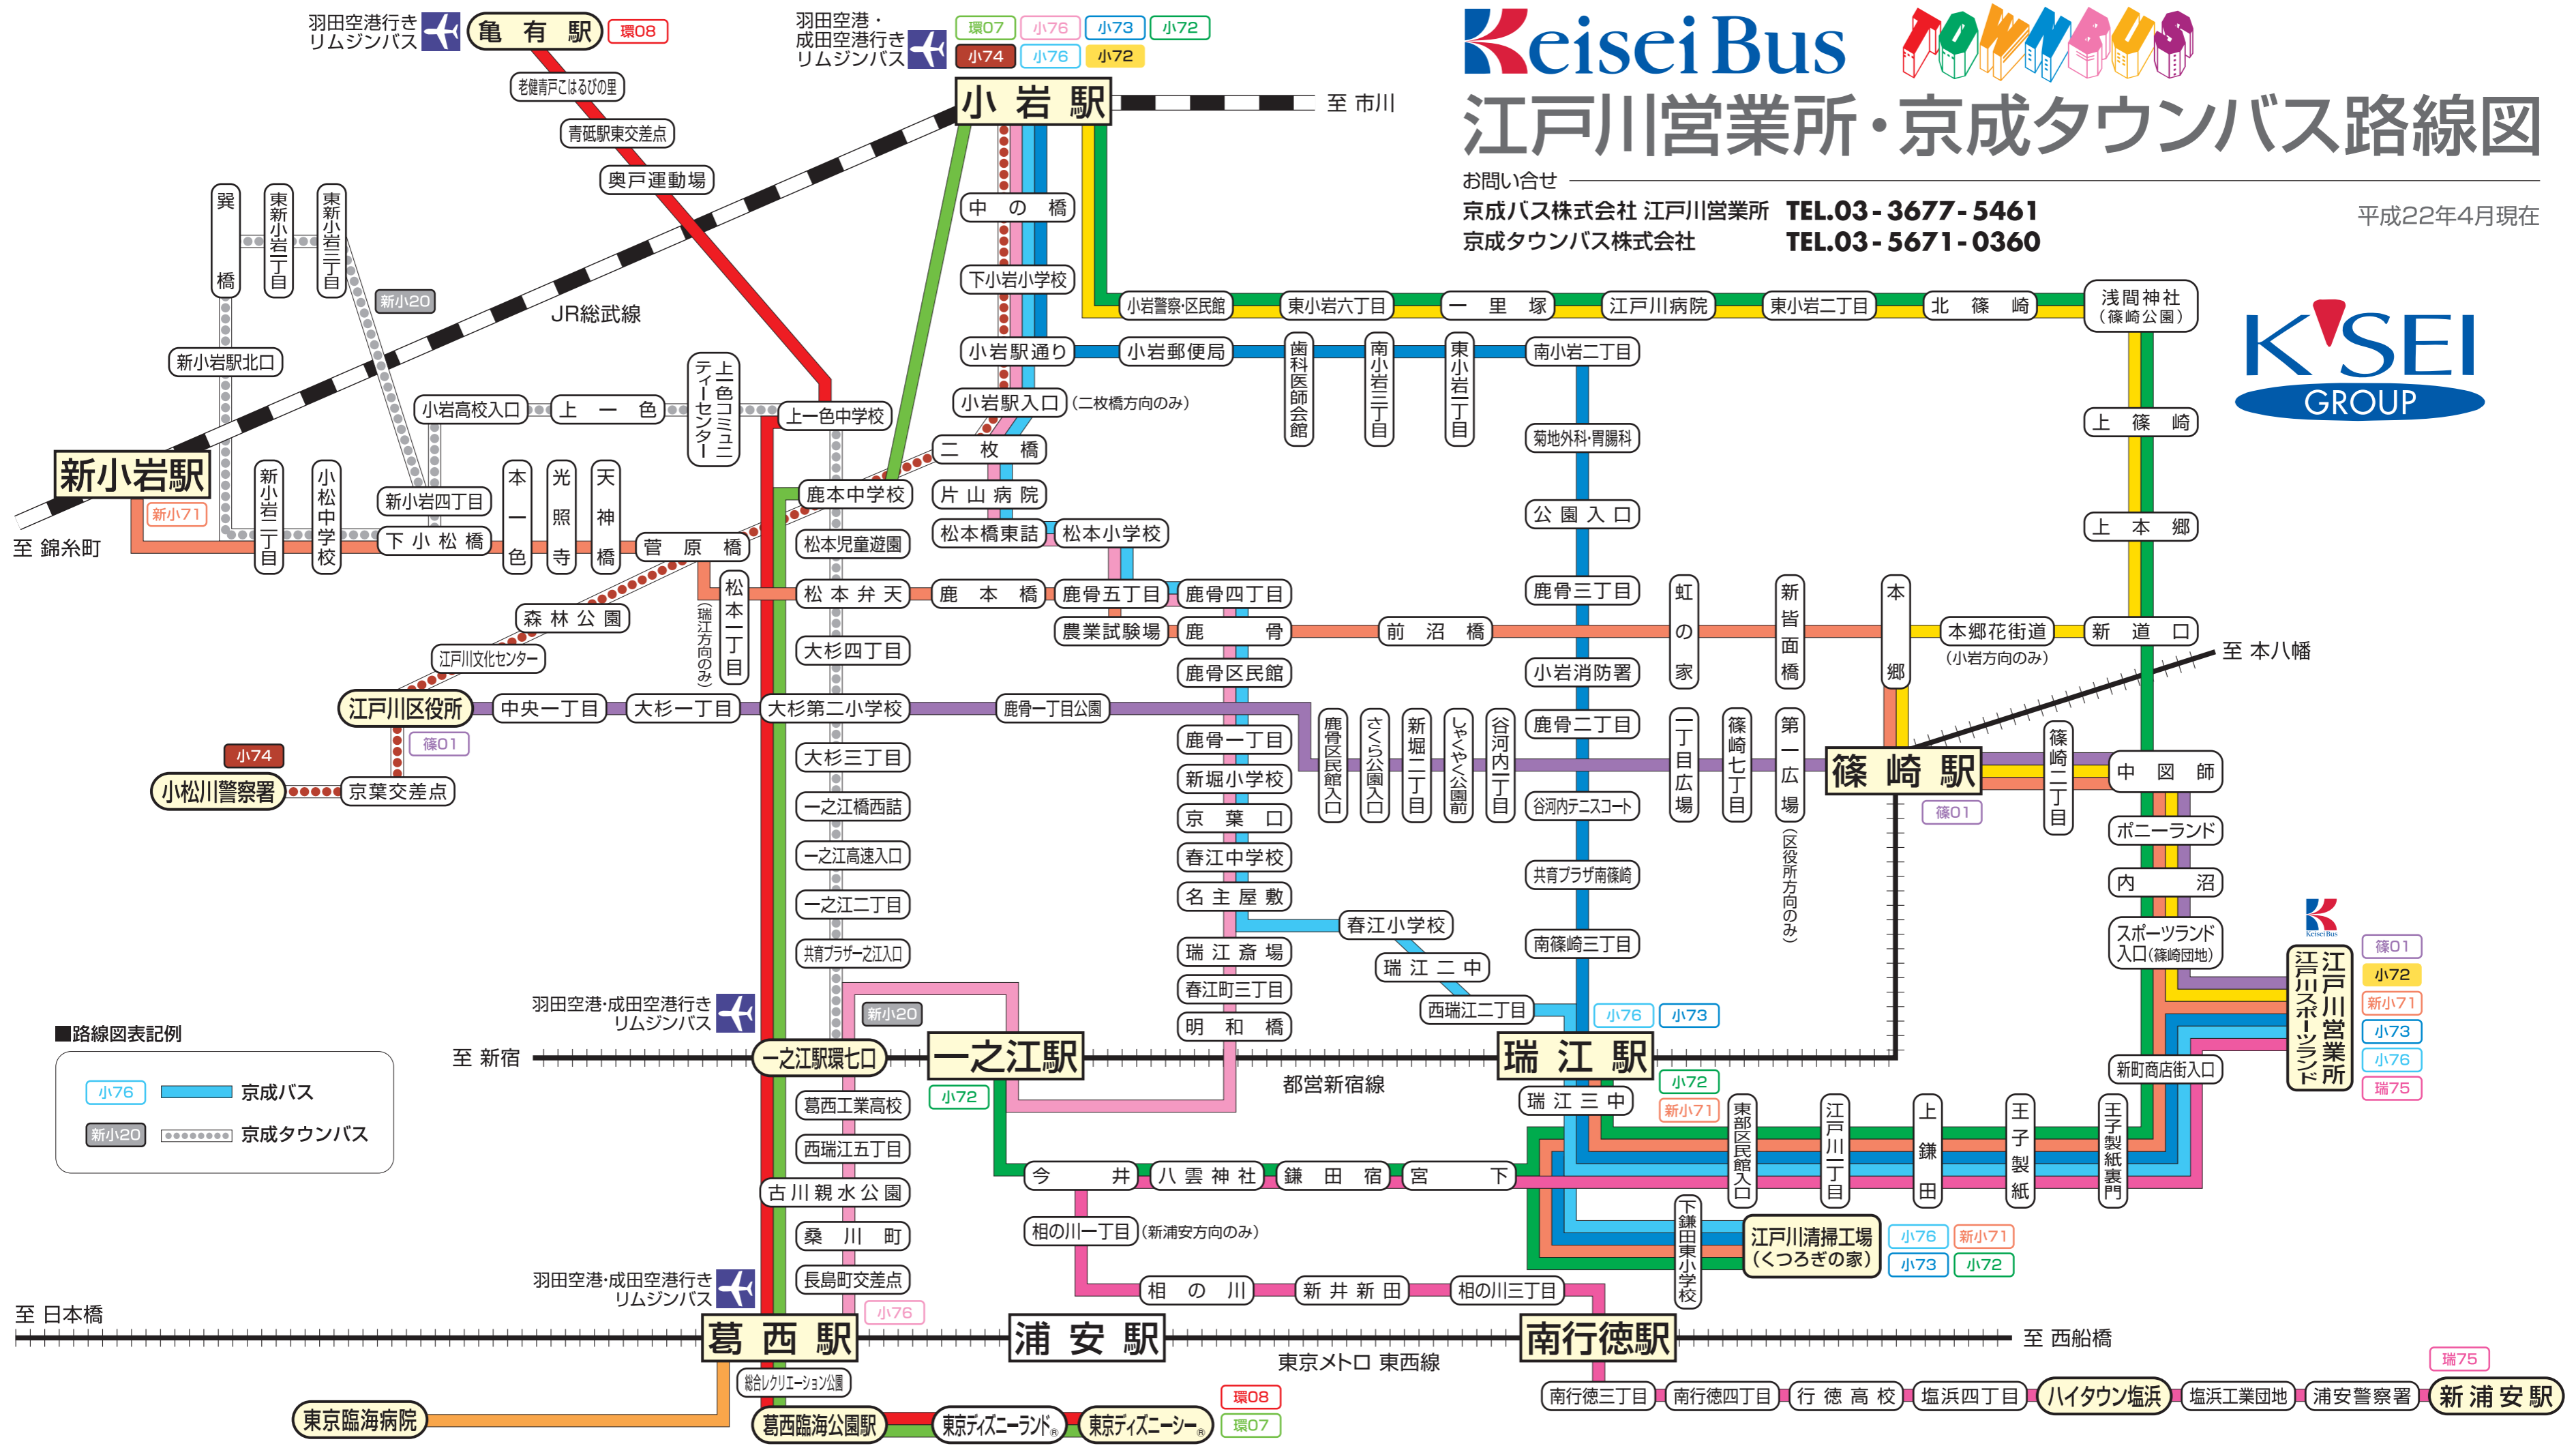 羽田空港行き
リムジンバス
亀有駅
環08
羽田空港・
成田空港行き
リムジンバス
環07 小76 小73 小72
小74 小76 小72
小岩駅
至 市川
Keisei Bus TOWNBUS
江戸川営業所・京成タウンバス路線図
お問い合せ
京成バス株式会社 江戸川営業所 TEL.03-3677-5461
京成タウンバス株式会社 TEL.03-5671-0360
平成22年4月現在
K'SEI
GROUP
老健青戸こはるびの里
青砥駅東交差点
奥戸運動場
巽橋
東新小岩一丁目
東新小岩三丁目
新小20
JR総武線
新小岩駅北口
新小岩駅
新小71
至 錦糸町
小岩高校入口
上一色
上一色コミュニティーセンター
上一色中学校
新小岩二丁目
小松中学校
新小岩四丁目
下小松橋
本一色
光照寺
天神橋
菅原橋
松本一丁目
(瑞江方向のみ)
森林公園
江戸川文化センター
江戸川区役所
篠01
小74
小松川警察署
京葉交差点
中央一丁目
大杉一丁目
大杉第二小学校
鹿骨一丁目公園
中の橋
下小岩小学校
小岩駅通り
小岩駅入口
(二枚橋方向のみ)
二枚橋
片山病院
松本橋東詰
松本小学校
鹿本中学校
松本児童遊園
松本弁天
鹿本橋
鹿骨五丁目
鹿骨四丁目
農業試験場
鹿骨
前沼橋
虹の家
新皆面橋
本郷
本郷花街道
(小岩方向のみ)
新道口
至 本八幡
小岩警察・区民館
東小岩六丁目
一里塚
江戸川病院
東小岩二丁目
北篠崎
浅間神社
(篠崎公園)
上篠崎
上本郷
小岩郵便局
歯科医師会館
南小岩三丁目
東小岩一丁目
南小岩二丁目
菊地外科・胃腸科
公園入口
鹿骨三丁目
小岩消防署
鹿骨二丁目
谷河内テニスコート
共育プラザ南篠崎
南篠崎三丁目
大杉四丁目
大杉三丁目
一之江橋西詰
一之江高速入口
一之江二丁目
共育プラザ一之江入口
鹿骨区民館
鹿骨一丁目
新堀小学校
京葉口
春江中学校
名主屋敷
瑞江斎場
春江町三丁目
明和橋
春江小学校
瑞江二中
西瑞江二丁目
鹿骨区民館入口
さくら公園入口
新堀二丁目
しゃくやく公園前
谷河内一丁目
一丁目広場
篠崎七丁目
第一広場
(区役所方向のみ)
篠崎駅
篠01
篠崎二丁目
中図師
ポニーランド
内沼
スポーツランド
入口(篠崎団地)
新町商店街入口
Keisei Bus
江戸川営業所
江戸川スポーツランド
篠01
小72
新小71
小73
小76
瑞75
羽田空港・成田空港行き
リムジンバス
新小20
至 新宿
一之江駅環七口
一之江駅
小72
都営新宿線
小76 小73
瑞江駅
小72
新小71
瑞江三中
■路線図表記例
小76 京成バス
新小20 京成タウンバス
葛西工業高校
西瑞江五丁目
古川親水公園
桑川町
長島町交差点
今井
八雲神社
鎌田宿
宮下
東部区民館入口
江戸川一丁目
上鎌田
王子製紙
王子製紙裏門
相の川一丁目
(新浦安方向のみ)
下鎌田東小学校
江戸川清掃工場
(くつろぎの家)
小76 新小71
小73 小72
相の川
新井新田
相の川三丁目
羽田空港・成田空港行き
リムジンバス
小76
至 日本橋
葛西駅
浦安駅
南行徳駅
至 西船橋
東京メトロ 東西線
総合レクリエーション公園
東京臨海病院
葛西臨海公園駅
東京ディズニーランド®
東京ディズニーシー®
環08
環07
南行徳三丁目
南行徳四丁目
行徳高校
塩浜四丁目
ハイタウン塩浜
塩浜工業団地
浦安警察署
瑞75
新浦安駅